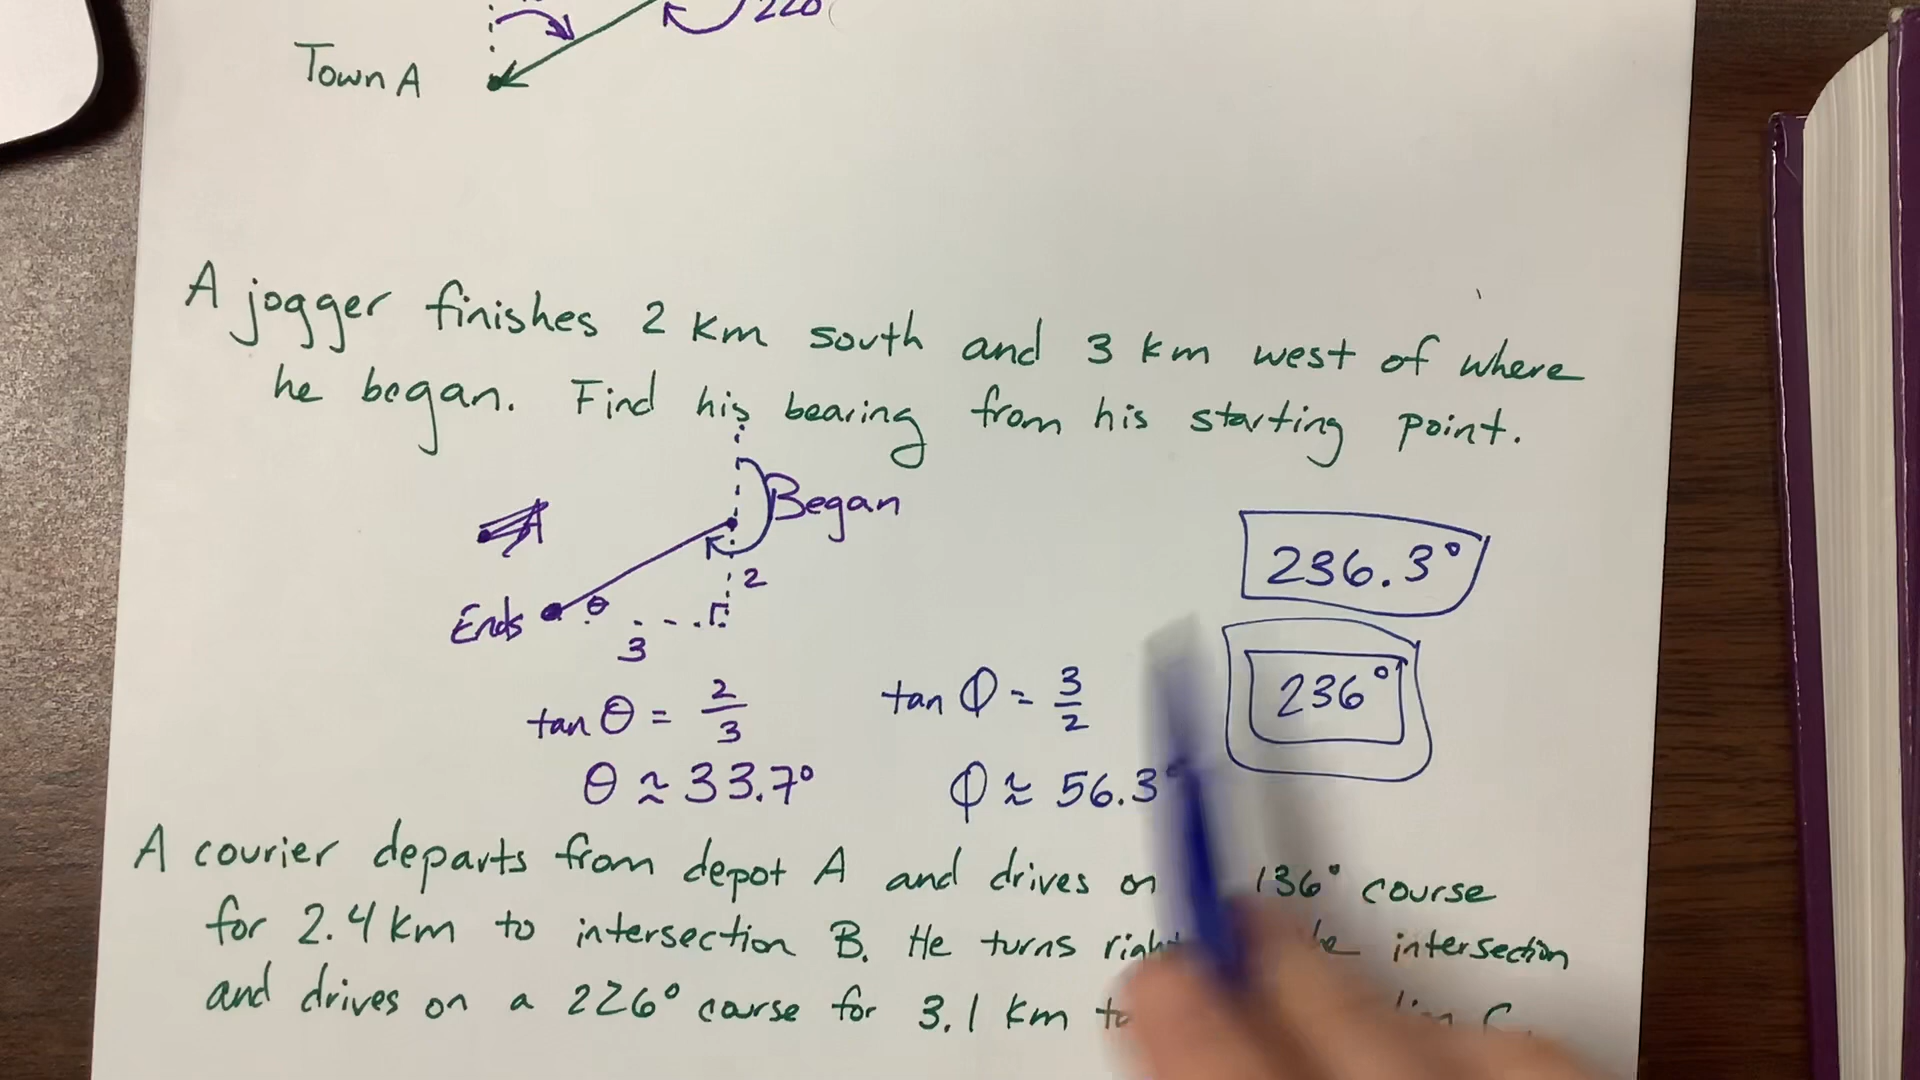 220
Town A
A jogger finishes 2 km south and 3 km west of where
he began. Find his bearing from his starting point.
Began
2
Ends θ
3
236.3°
236°
tan θ = 2/3
tan φ = 3/2
θ ≈ 33.7°
φ ≈ 56.3°
A courier departs from depot A and drives on 136° course
for 2.4 km to intersection B. He turns right intersection
and drives on a 226° course for 3.1 km to C.